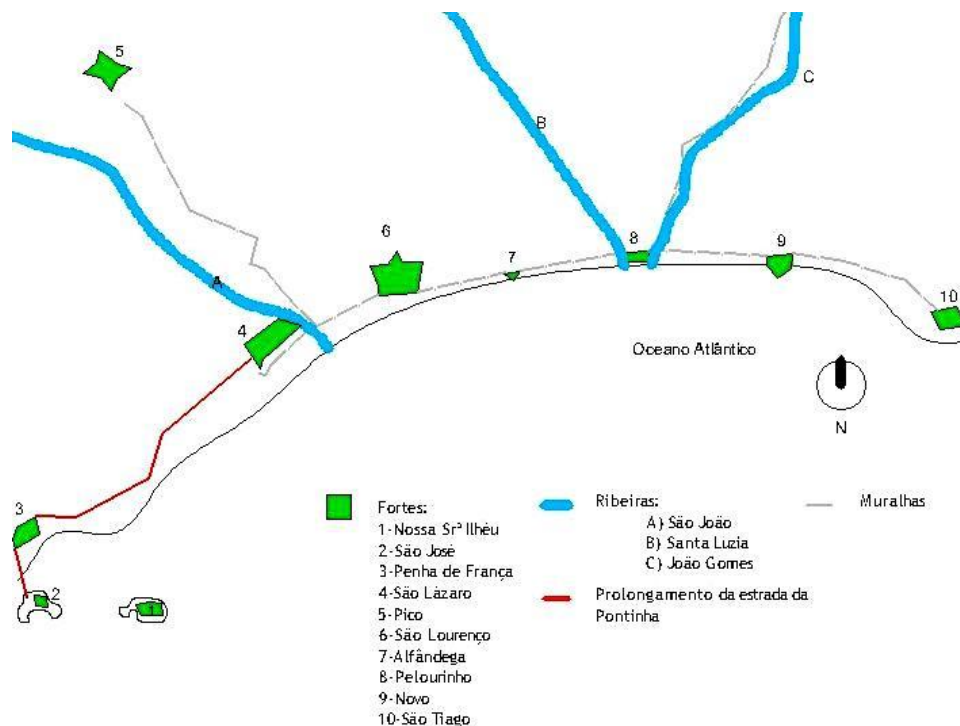 5
C
B
6
8
9
7
A
10
4
Oceano Atlântico
N
3
2
1
Fortes:
1-Nossa Srª Ilhéu
2-São José
3-Penha de França
4-São Lázaro
5-Pico
6-São Lourenço
7-Alfândega
8-Pelourinho
9-Novo
10-São Tiago
Ribeiras:
A) São João
B) Santa Luzia
C) João Gomes
Prolongamento da estrada da
Pontinha
Muralhas